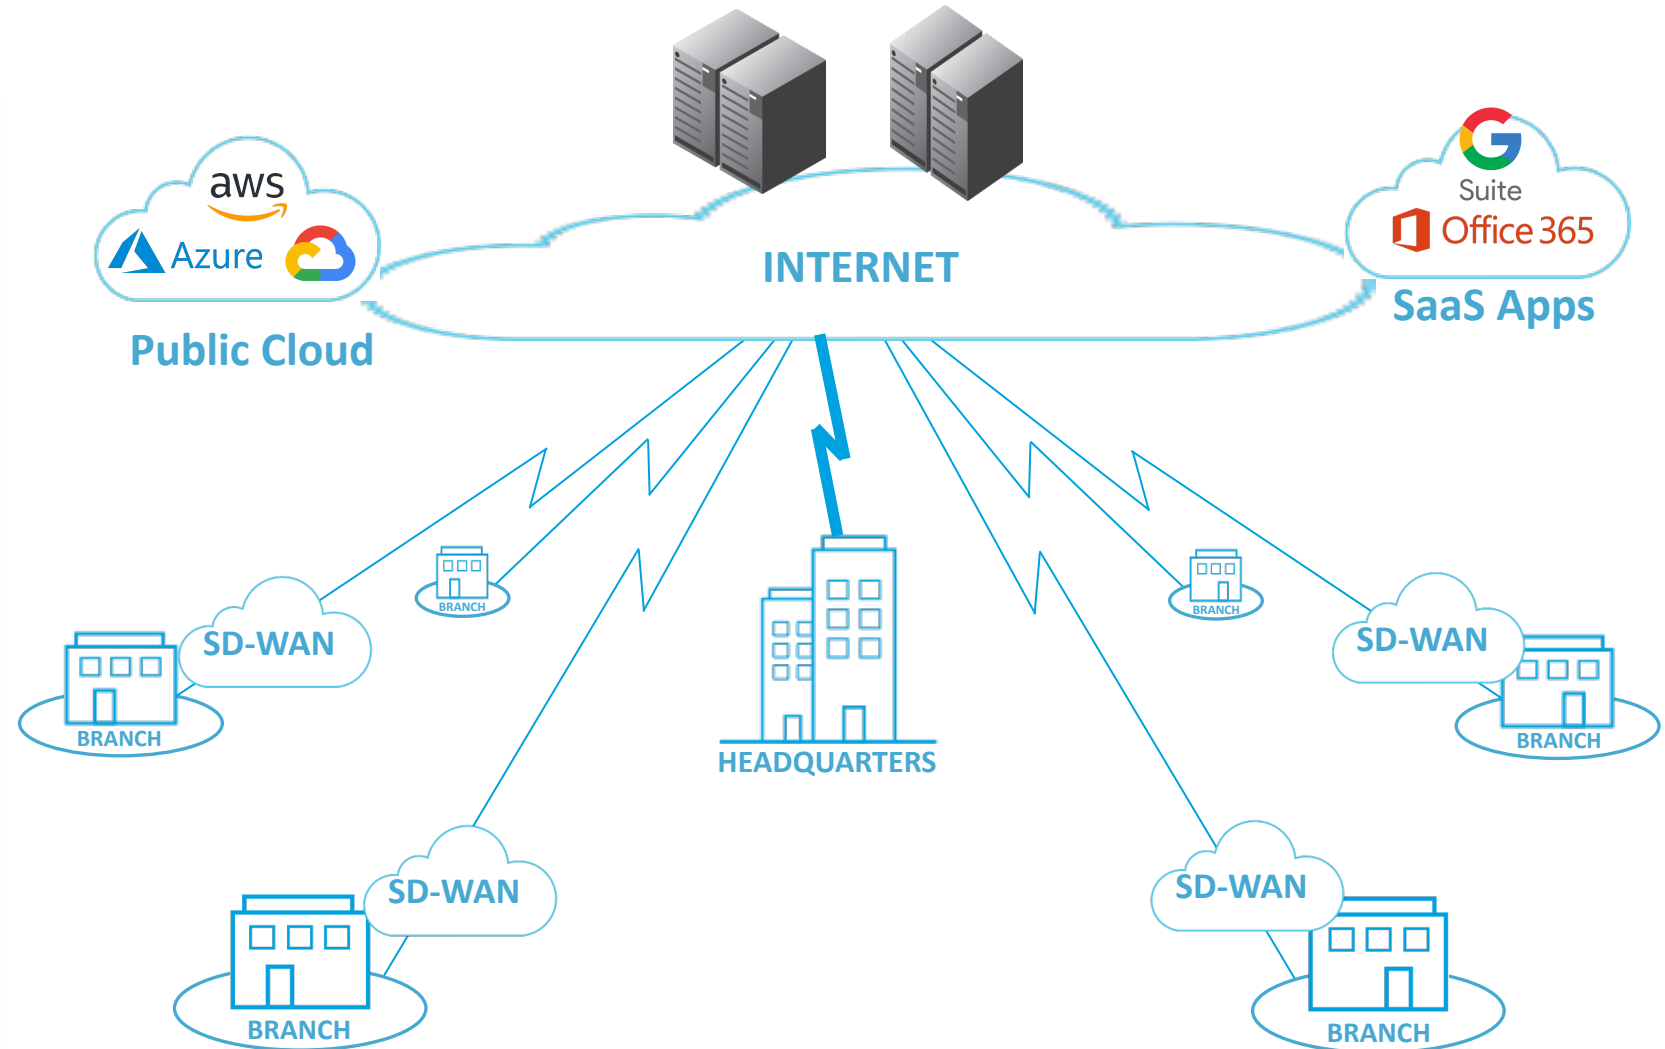 aws
Azure
Public Cloud
INTERNET
G
Suite
Office 365
SaaS Apps
BRANCH
BRANCH
SD-WAN
SD-WAN
BRANCH
BRANCH
HEADQUARTERS
SD-WAN
SD-WAN
BRANCH
BRANCH